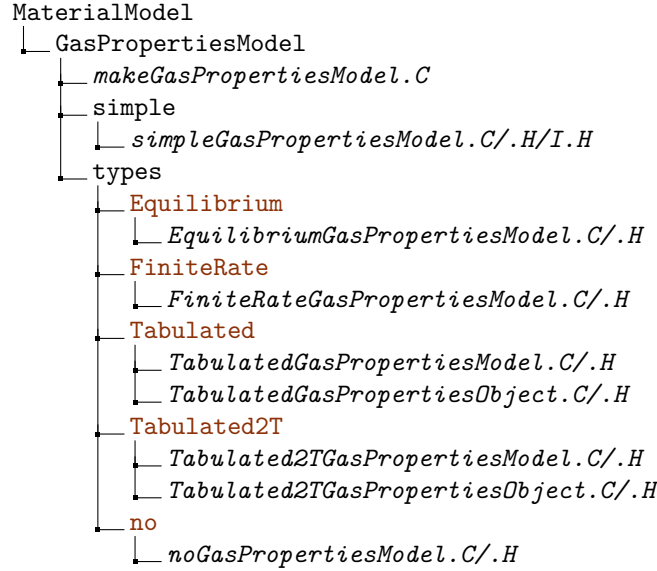 MaterialModel
GasPropertiesModel
makeGasPropertiesModel.C
simple
simpleGasPropertiesModel.C/.H/I.H
types
Equilibrium
EquilibriumGasPropertiesModel.C/.H
FiniteRate
FiniteRateGasPropertiesModel.C/.H
Tabulated
TabulatedGasPropertiesModel.C/.H
TabulatedGasPropertiesObject.C/.H
Tabulated2T
Tabulated2TGasPropertiesModel.C/.H
Tabulated2TGasPropertiesObject.C/.H
no
noGasPropertiesModel.C/.H